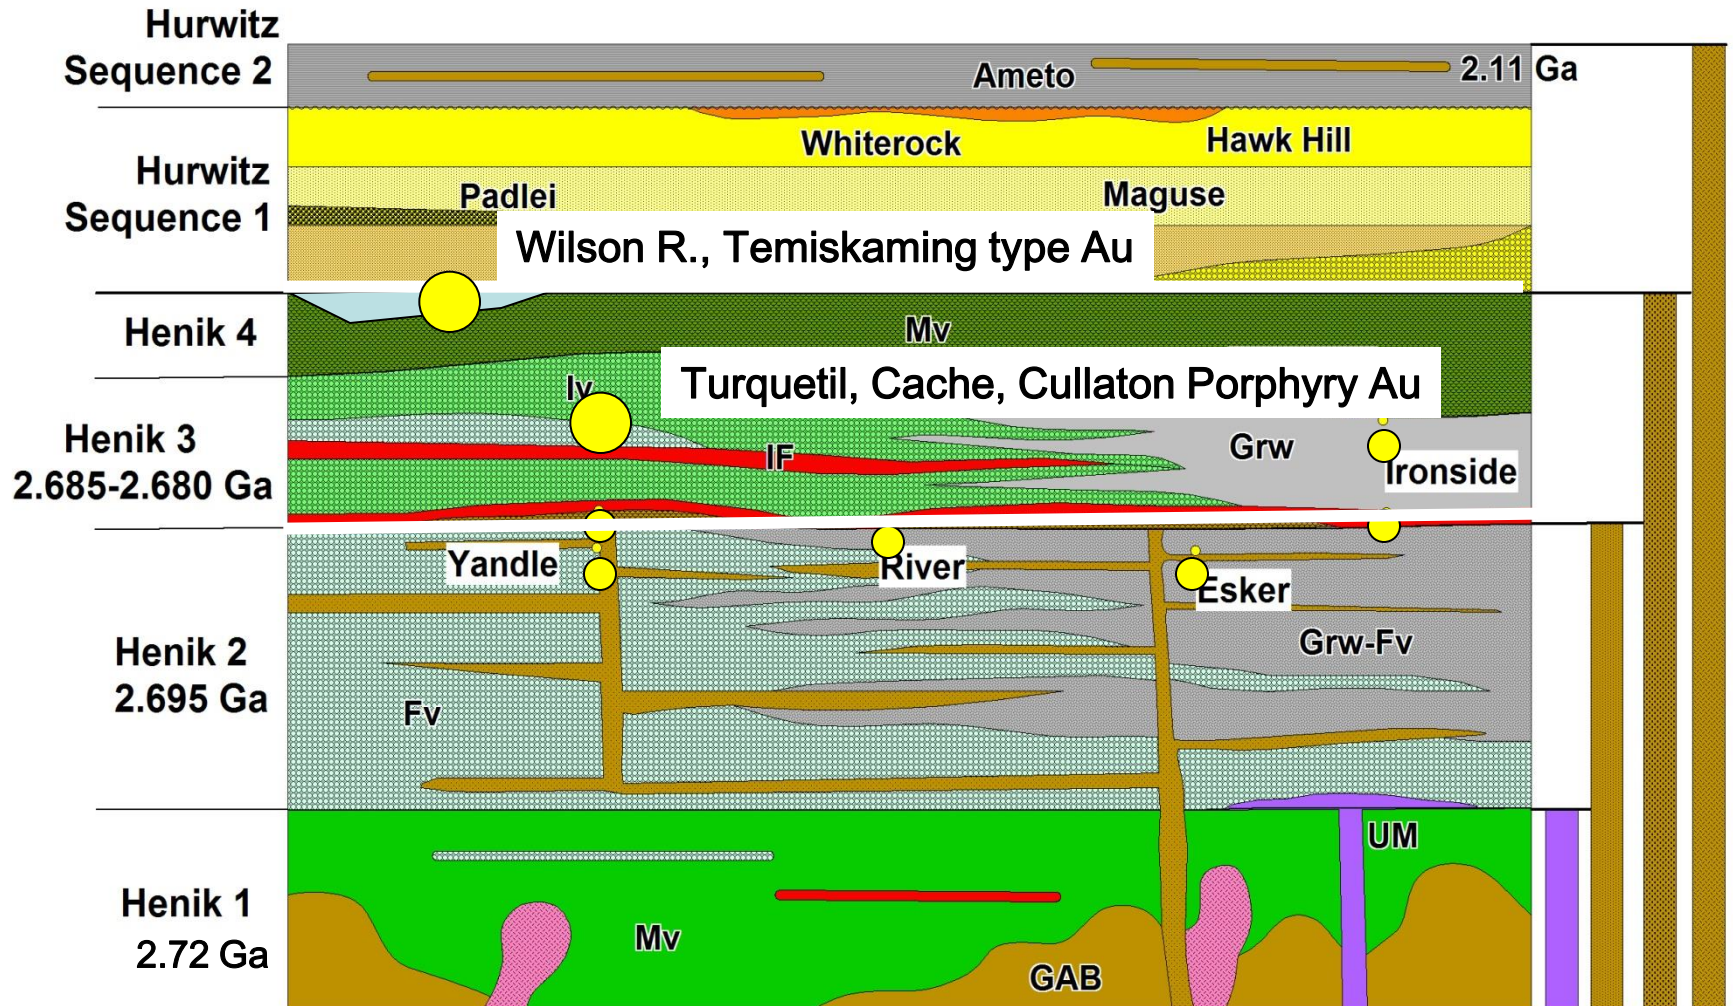 Hurwitz
Sequence 2
Ameto
2.11 Ga
Whiterock
Hawk Hill
Hurwitz
Sequence 1
Padlei
Maguse
Wilson R., Temiskaming type Au
Henik 4
Mv
Turquetil, Cache, Cullaton Porphyry Au
Iv
Henik 3
2.685-2.680 Ga
IF
Grw
Ironside
Yandle
River
Esker
Henik 2
2.695 Ga
Grw-Fv
Fv
UM
Henik 1
2.72 Ga
Mv
GAB